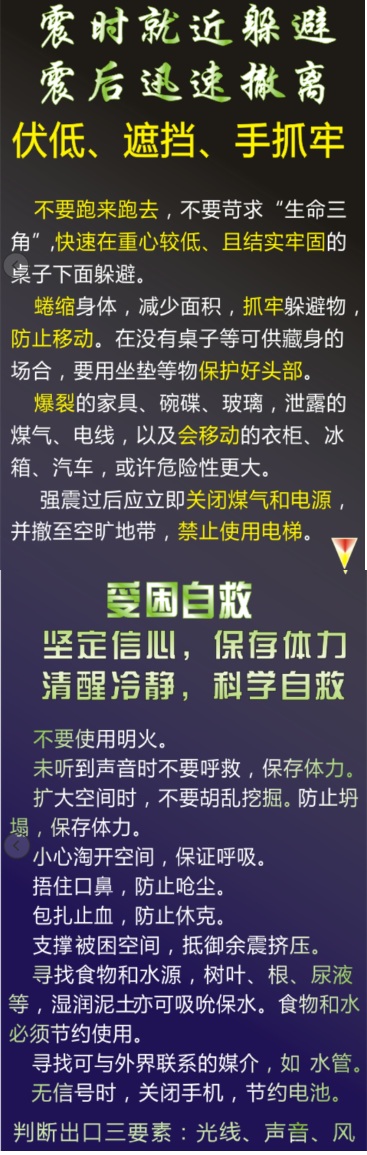 震时就近躲避
震后迅速撤离
伏低、遮挡、手抓牢
不要跑来跑去，不要苛求“生命三
角”,快速在重心较低、且结实牢固的
桌子下面躲避。
蜷缩身体，减少面积，抓牢躲避物，
防止移动。在没有桌子等可供藏身的
场合，要用坐垫等物保护好头部。
爆裂的家具、碗碟、玻璃，泄露的
煤气、电线，以及会移动的衣柜、冰
箱、汽车，或许危险性更大。
强震过后应立即关闭煤气和电源，
并撤至空旷地带，禁止使用电梯。
受困自救
坚定信心，保存体力
清醒冷静，科学自救
不要使用明火。
未听到声音时不要呼救，保存体力。
扩大空间时，不要胡乱挖掘。防止坍
塌，保存体力。
小心淘开空间，保证呼吸。
捂住口鼻，防止呛尘。
包扎止血，防止休克。
支撑被困空间，抵御余震挤压。
寻找食物和水源，树叶、根、尿液
等，湿润泥土亦可吸吮保水。食物和水
必须节约使用。
寻找可与外界联系的媒介，如 水管。
无信号时，关闭手机，节约电池。
判断出口三要素：光线、声音、风